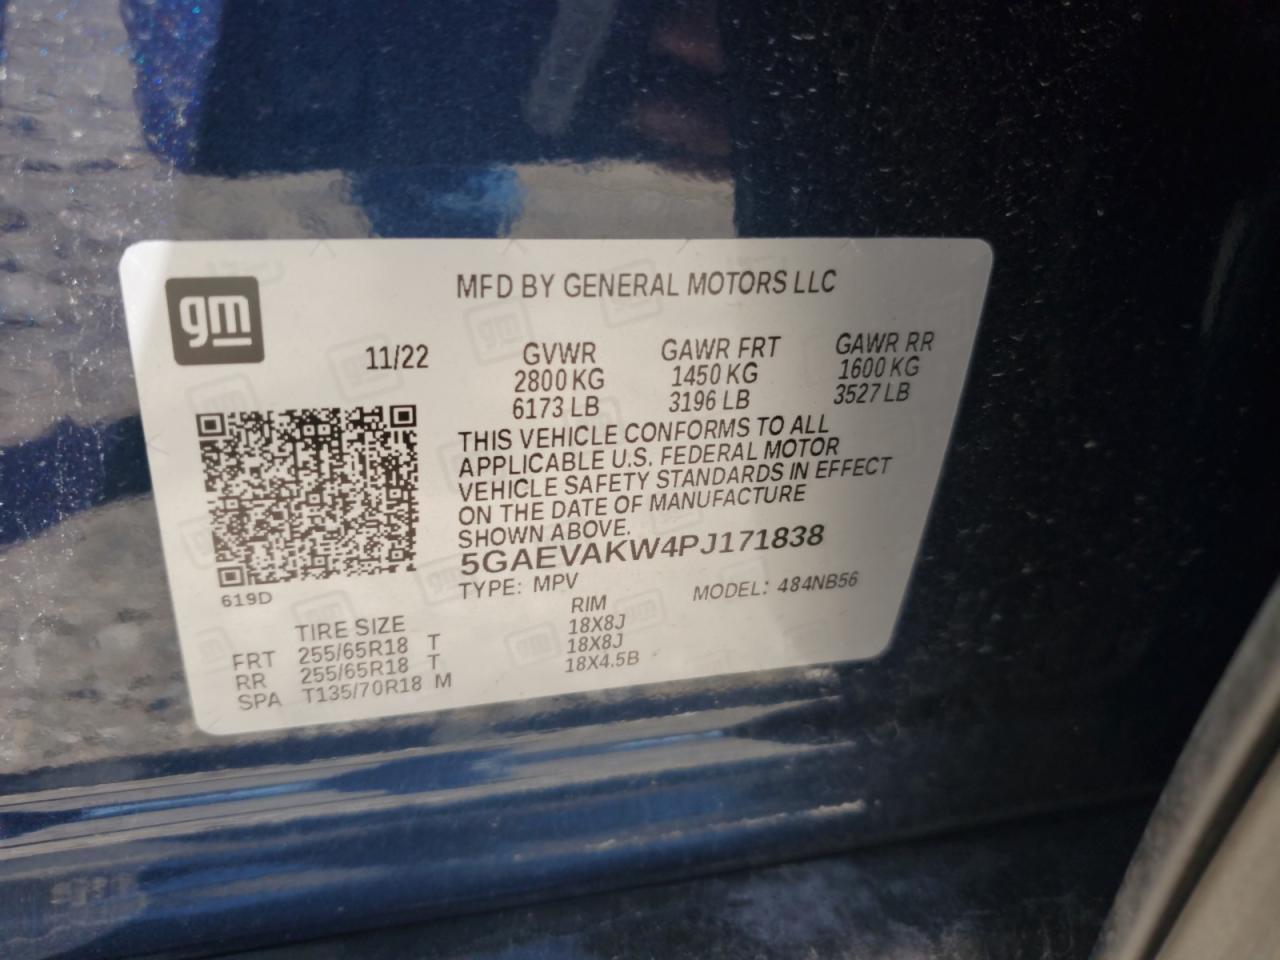 gm
MFD BY GENERAL MOTORS LLC
11/22 GVWR GAWR FRT GAWR RR
2800 KG 1450 KG 1600 KG
6173 LB 3196 LB 3527 LB
THIS VEHICLE CONFORMS TO ALL
APPLICABLE U.S. FEDERAL MOTOR
VEHICLE SAFETY STANDARDS IN EFFECT
ON THE DATE OF MANUFACTURE
SHOWN ABOVE.
5GAEVAKW4PJ171838
TYPE: MPV MODEL: 484NB56
619D
TIRE SIZE RIM
FRT 255/65R18 T 18X8J
RR 255/65R18 T 18X8J
SPA T135/70R18 M 18X4.5B